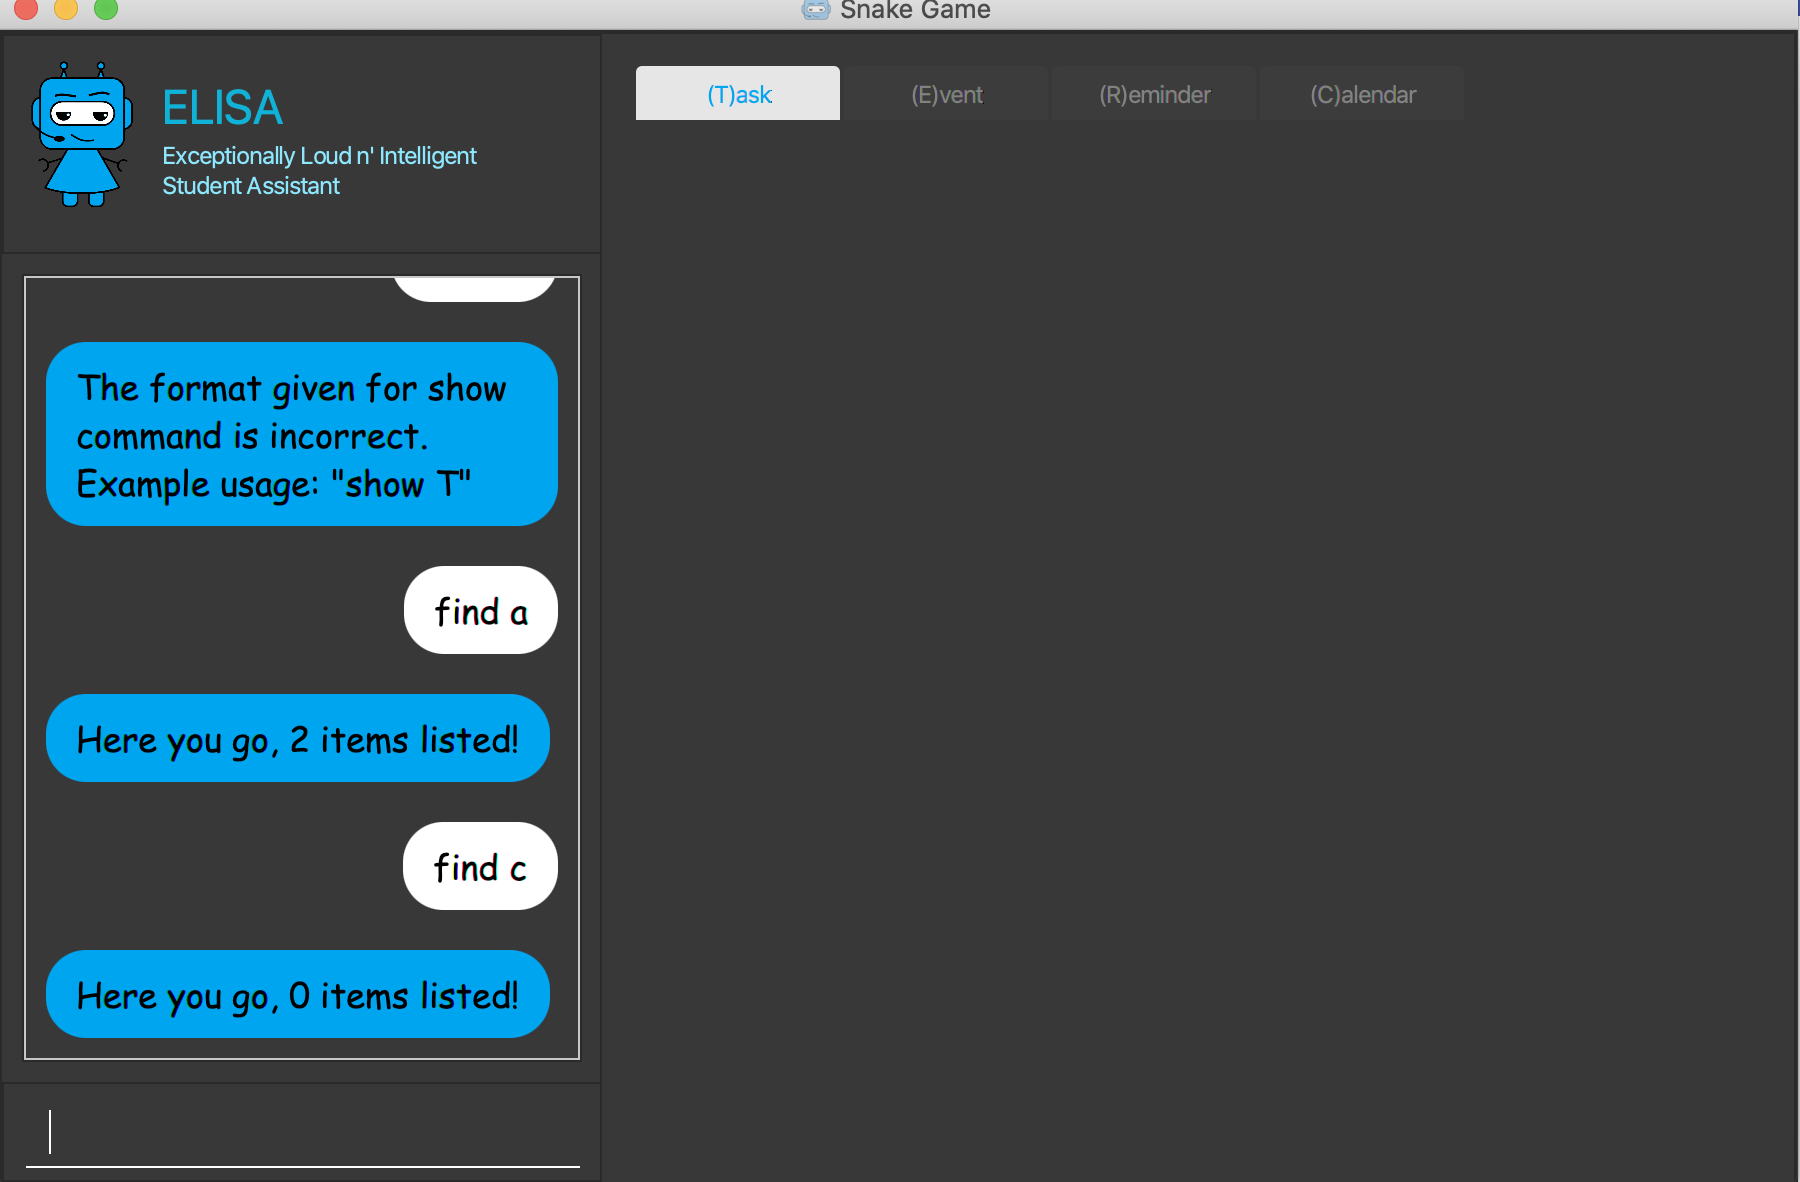 Snake Game
ELISA
Exceptionally Loud n' Intelligent
Student Assistant
(T)ask
(E)vent
(R)eminder
(C)alendar
The format given for show
command is incorrect.
Example usage: "show T"
find a
Here you go, 2 items listed!
find c
Here you go, 0 items listed!